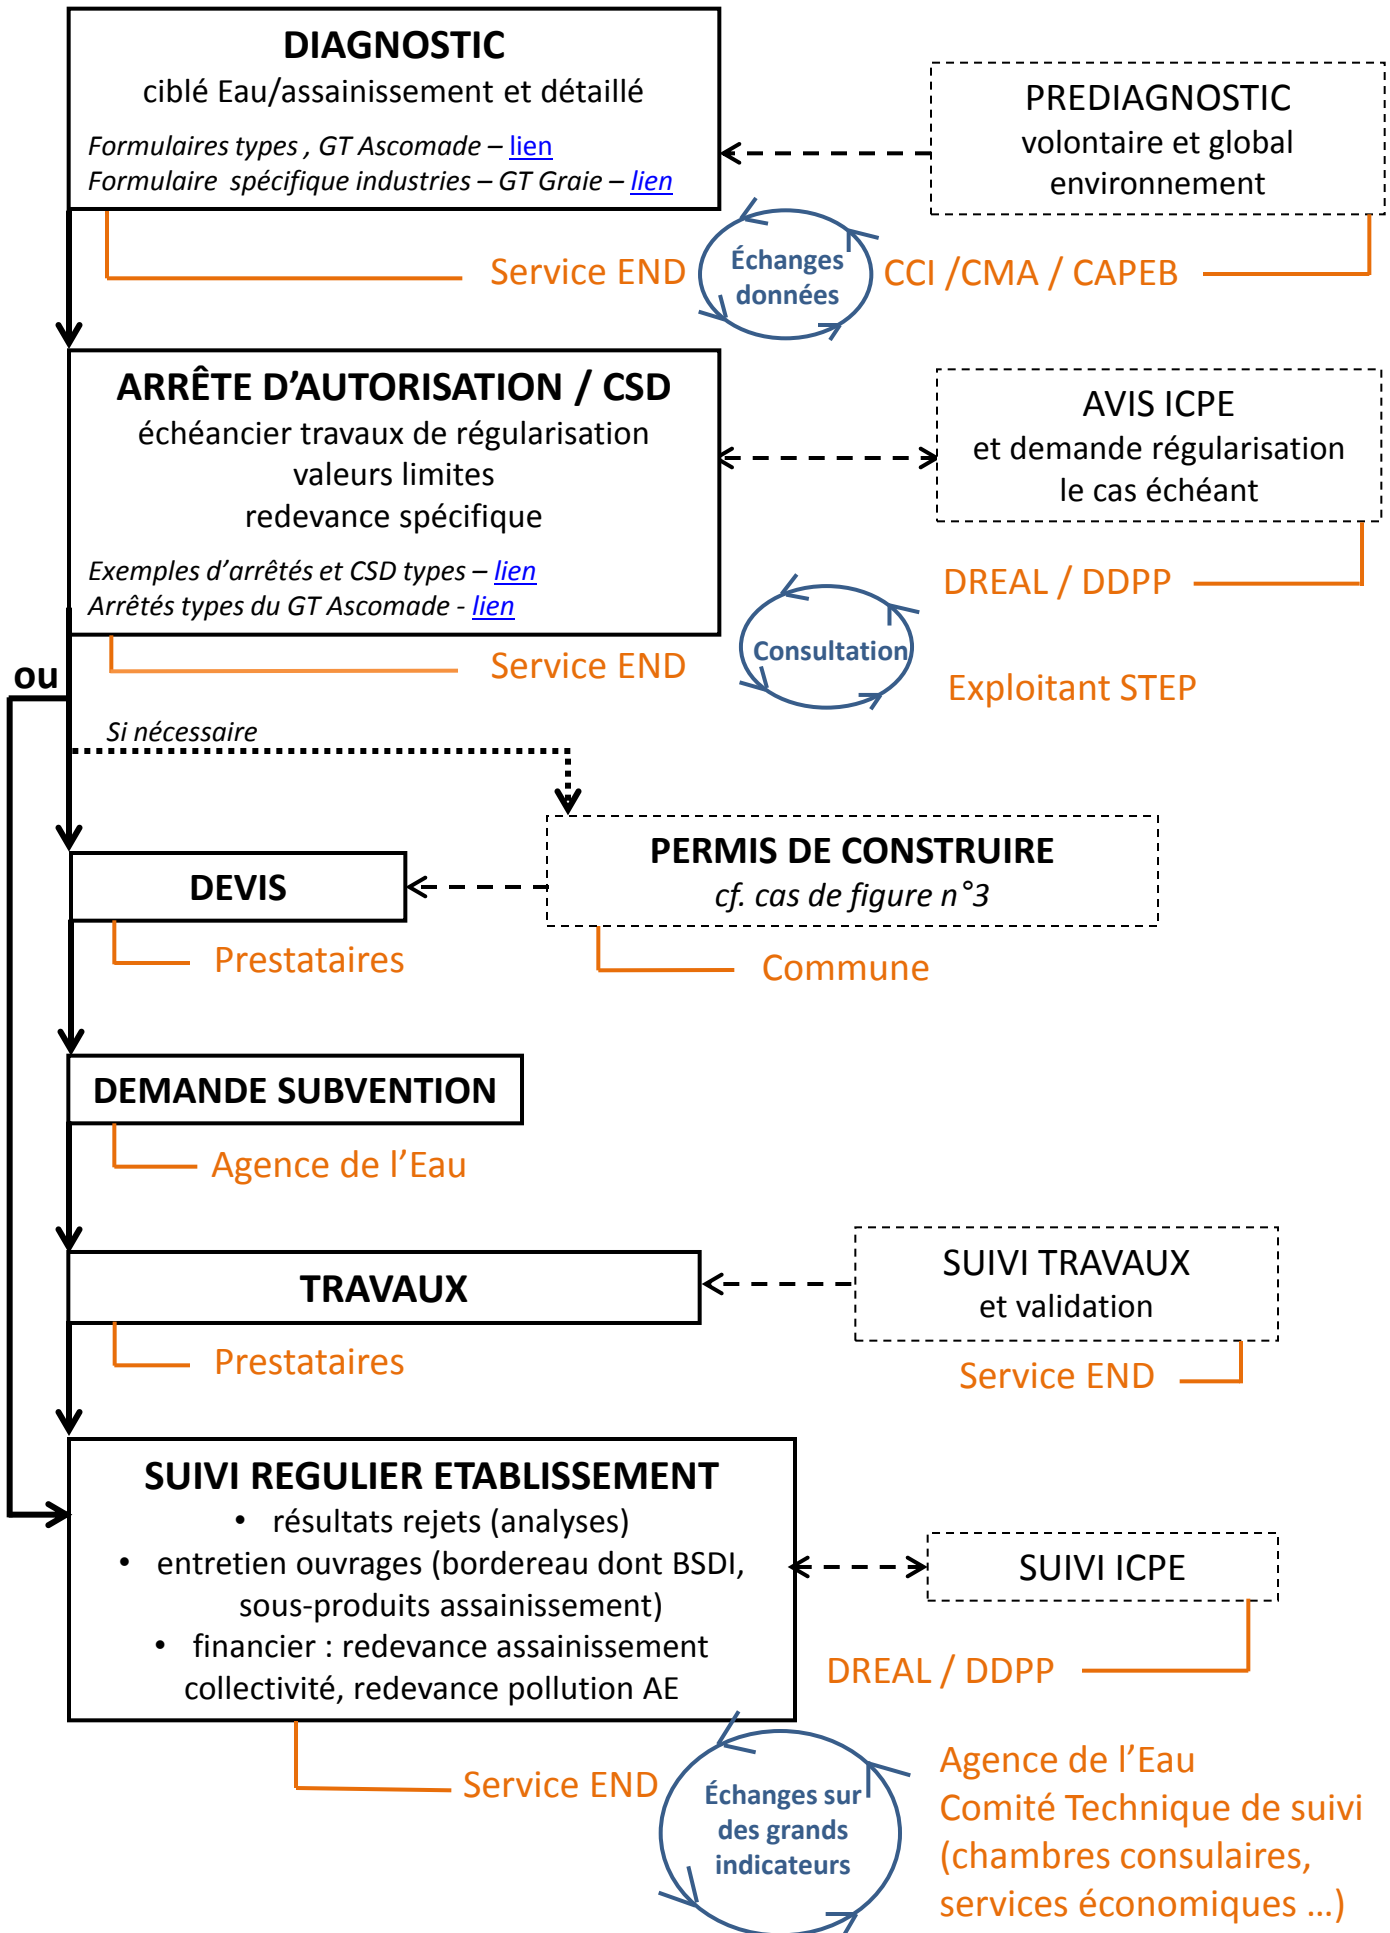 DIAGNOSTIC
ciblé Eau/assainissement et détaillé
Formulaires types , GT Ascomade – lien
Formulaire spécifique industries – GT Graie – lien
PREDIAGNOSTIC
volontaire et global
environnement
Service END
Échanges
données
CCI /CMA / CAPEB
ARRÊTE D’AUTORISATION / CSD
échéancier travaux de régularisation
valeurs limites
redevance spécifique
Exemples d’arrêtés et CSD types – lien
Arrêtés types du GT Ascomade - lien
AVIS ICPE
et demande régularisation
le cas échéant
DREAL / DDPP
Service END
Consultation
Exploitant STEP
ou
Si nécessaire
PERMIS DE CONSTRUIRE
cf. cas de figure n°3
DEVIS
Prestataires
Commune
DEMANDE SUBVENTION
Agence de l’Eau
TRAVAUX
SUIVI TRAVAUX
et validation
Prestataires
Service END
SUIVI REGULIER ETABLISSEMENT
• résultats rejets (analyses)
• entretien ouvrages (bordereau dont BSDI,
sous-produits assainissement)
• financier : redevance assainissement
collectivité, redevance pollution AE
SUIVI ICPE
DREAL / DDPP
Service END
Échanges sur
des grands
indicateurs
Agence de l’Eau
Comité Technique de suivi
(chambres consulaires,
services économiques …)